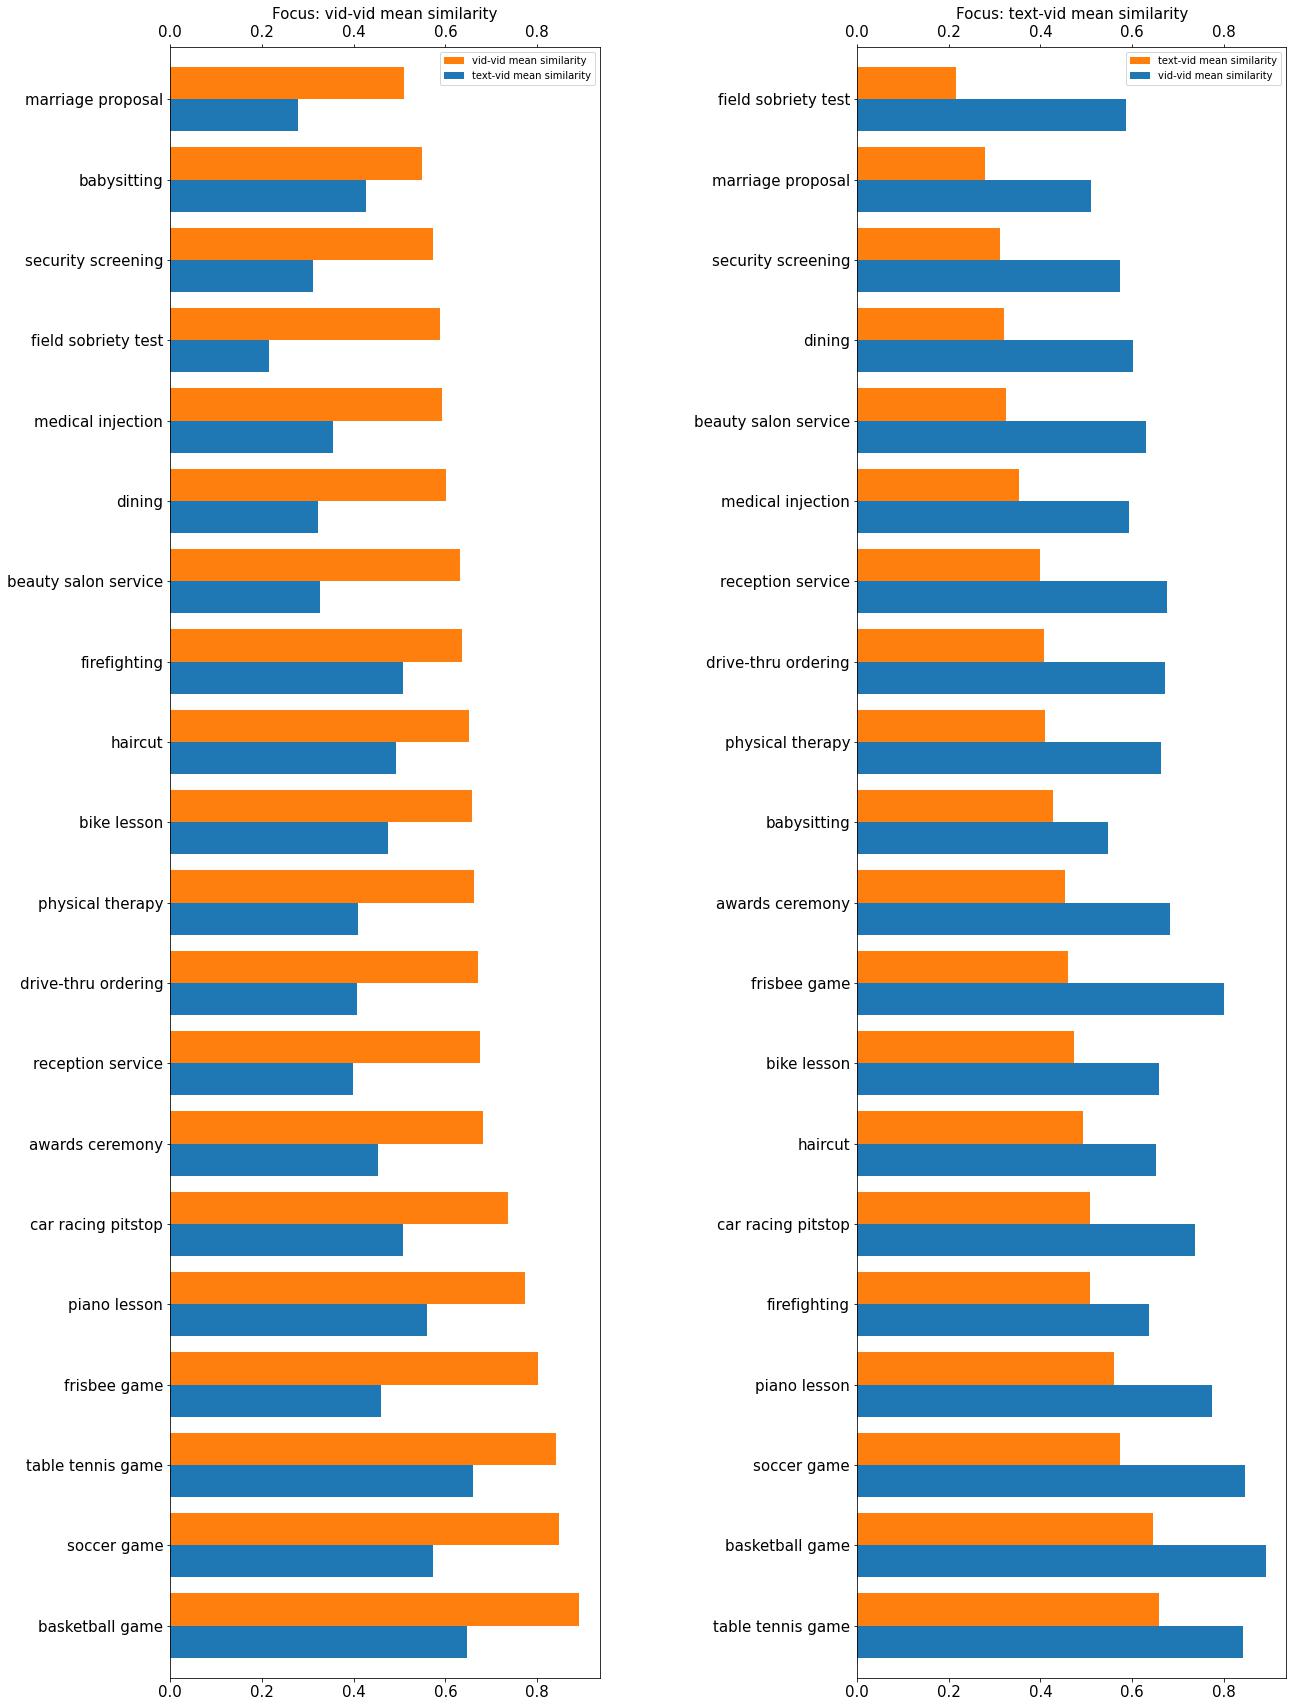 Focus: vid-vid mean similarity
0.0 0.2 0.4 0.6 0.8
vid-vid mean similarity
text-vid mean similarity
marriage proposal
babysitting
security screening
field sobriety test
medical injection
dining
beauty salon service
firefighting
haircut
bike lesson
physical therapy
drive-thru ordering
reception service
awards ceremony
car racing pitstop
piano lesson
frisbee game
table tennis game
soccer game
basketball game
0.0 0.2 0.4 0.6 0.8
Focus: text-vid mean similarity
0.0 0.2 0.4 0.6 0.8
text-vid mean similarity
vid-vid mean similarity
field sobriety test
marriage proposal
security screening
dining
beauty salon service
medical injection
reception service
drive-thru ordering
physical therapy
babysitting
awards ceremony
frisbee game
bike lesson
haircut
car racing pitstop
firefighting
piano lesson
soccer game
basketball game
table tennis game
0.0 0.2 0.4 0.6 0.8